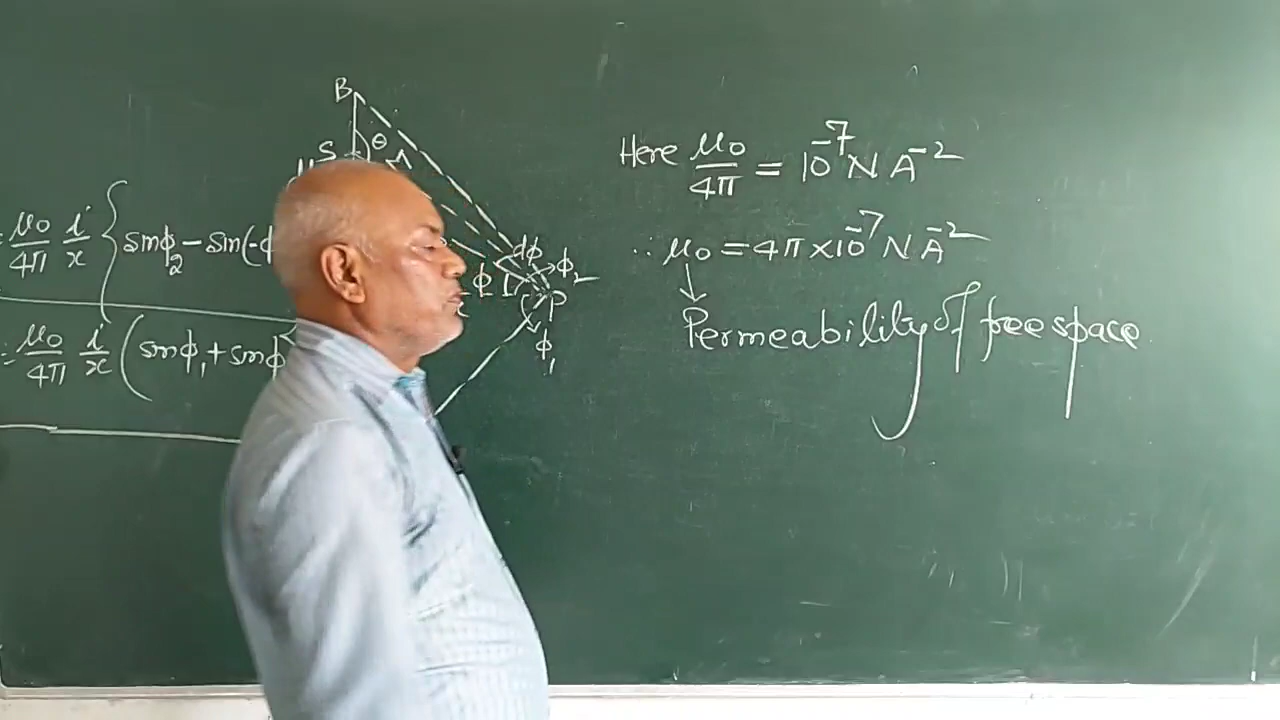 B
S θ
= μ₀/4π i/x { sinφ₂ - sin(-φ
dφ
φ₂
φ
P
φ₁
= μ₀/4π i/x ( sinφ₁ + sinφ
Here μ₀/4π = 10⁻⁷ N A⁻²
∴ μ₀ = 4π × 10⁻⁷ N A⁻²
↓
Permeability of free space.